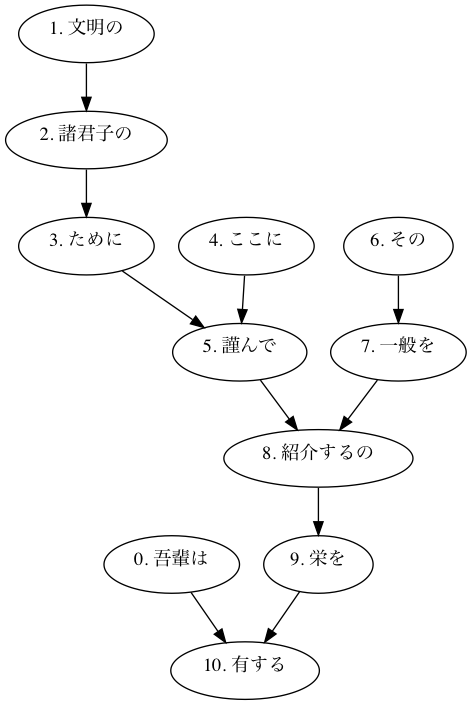 1. 文明の
2. 諸君子の
3. ために
4. ここに
6. その
5. 謹んで
7. 一般を
8. 紹介するの
0. 吾輩は
9. 栄を
10. 有する